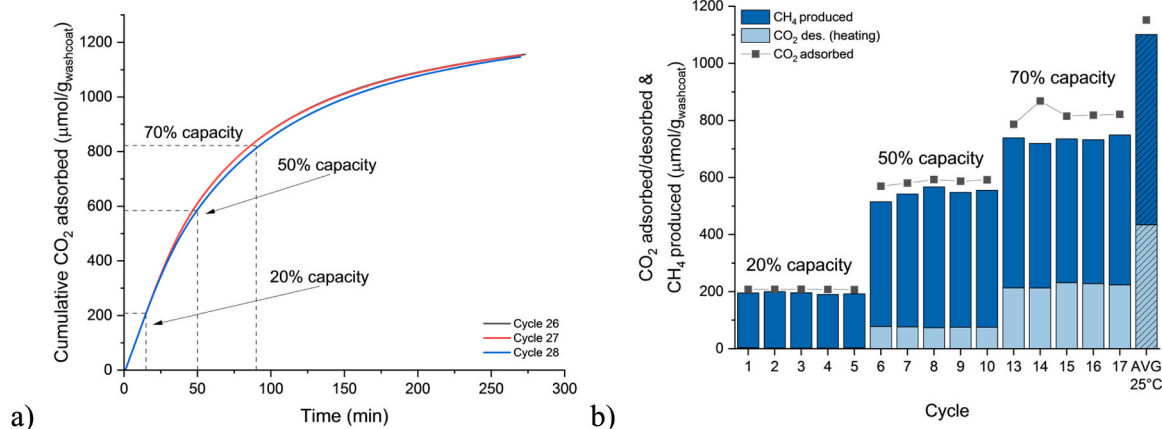 a)
Cumulative CO₂ adsorbed (μmol/g_washcoat)
1200
1000
800
600
400
200
0
70% capacity
50% capacity
20% capacity
Cycle 26
Cycle 27
Cycle 28
0 50 100 150 200 250 300
Time (min)
b)
CO₂ adsorbed/desorbed &
CH₄ produced (μmol/g_washcoat)
1200
1000
800
600
400
200
0
CH₄ produced
CO₂ des. (heating)
CO₂ adsorbed
20% capacity
50% capacity
70% capacity
1 2 3 4 5 6 7 8 9 10 13 14 15 16 17 AVG
25°C
Cycle